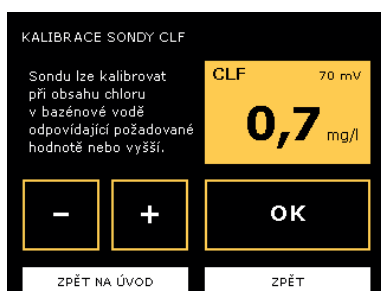 KALIBRACE SONDY CLF
Sondu lze kalibrovat
při obsahu chloru
v bazénové vodě
odpovídající požadované
hodnotě nebo vyšší.
CLF 70 mV
0,7 mg/l
- + OK
ZPĚT NA ÚVOD ZPĚT